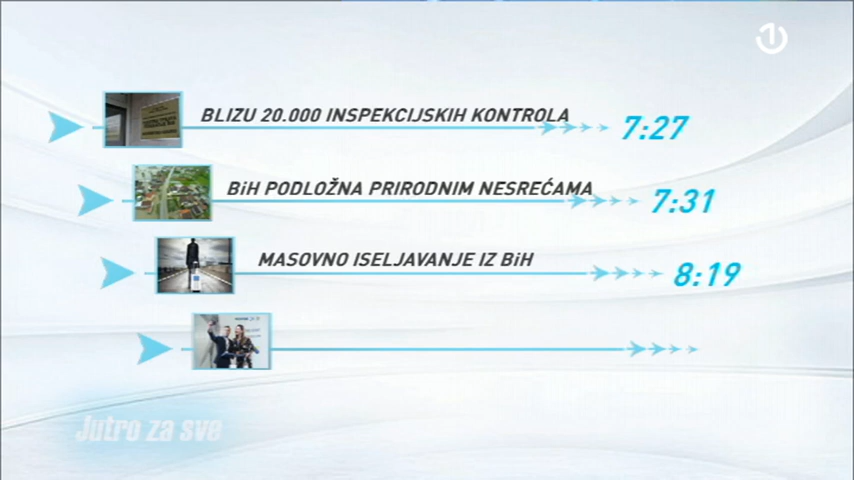 BLIZU 20.000 INSPEKCIJSKIH KONTROLA 7:27
BiH PODLOŽNA PRIRODNIM NESREĆAMA 7:31
MASOVNO ISELJAVANJE IZ BiH 8:19
Jutro za sve
1